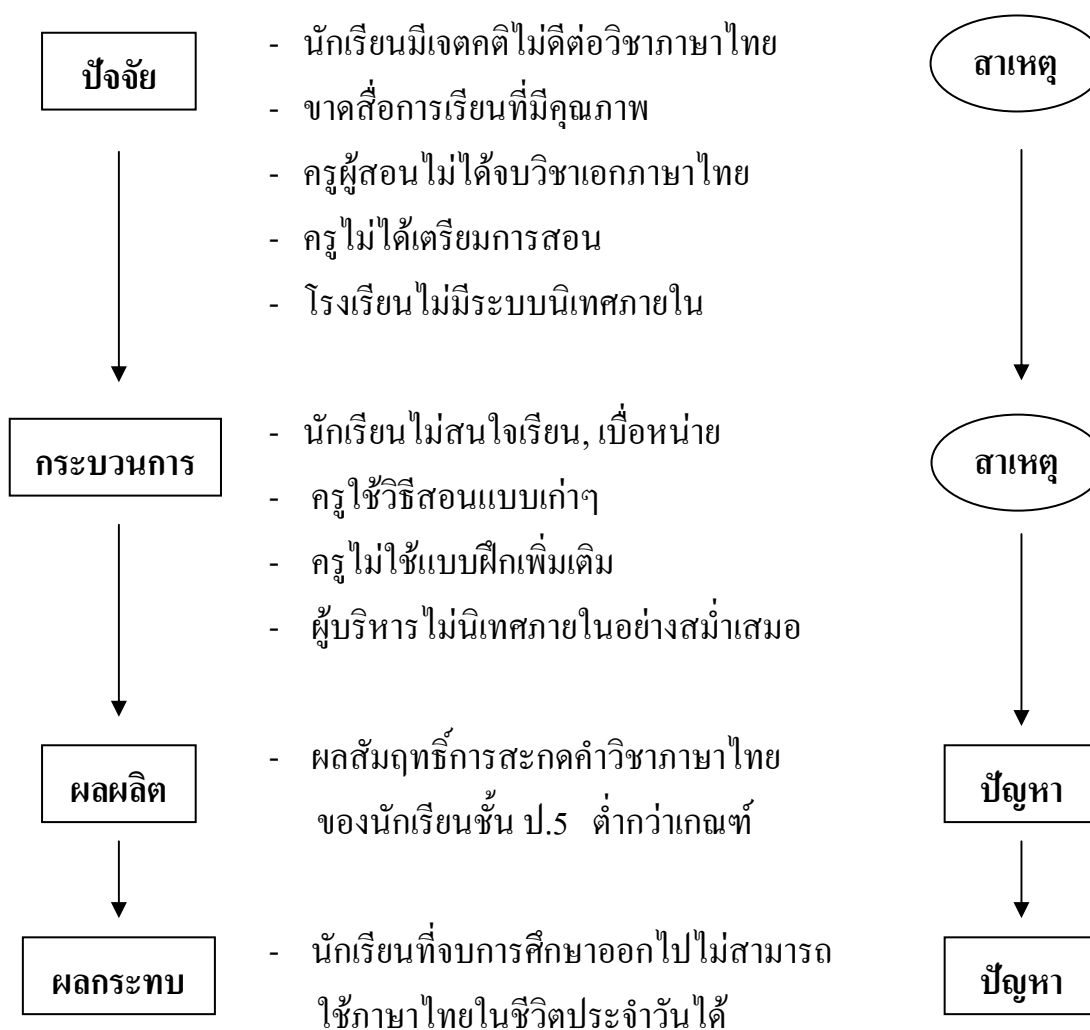 ปัจจัย
- นักเรียนมีเจตคติไม่ดีต่อวิชาภาษาไทย
- ขาดสื่อการเรียนที่มีคุณภาพ
- ครูผู้สอนไม่ได้จบวิชาเอกภาษาไทย
- ครูไม่ได้เตรียมการสอน
- โรงเรียนไม่มีระบบนิเทศภายใน
สาเหตุ
กระบวนการ
- นักเรียนไม่สนใจเรียน, เบื่อหน่าย
- ครูใช้วิธีสอนแบบเก่าๆ
- ครูไม่ใช้แบบฝึกเพิ่มเติม
- ผู้บริหารไม่นิเทศภายในอย่างสม่ำเสมอ
สาเหตุ
ผลผลิต
- ผลสัมฤทธิ์การสะกดคำวิชาภาษาไทย
ของนักเรียนชั้น ป.5 ต่ำกว่าเกณฑ์
ปัญหา
ผลกระทบ
- นักเรียนที่จบการศึกษาออกไปไม่สามารถ
ใช้ภาษาไทยในชีวิตประจำวันได้
ปัญหา